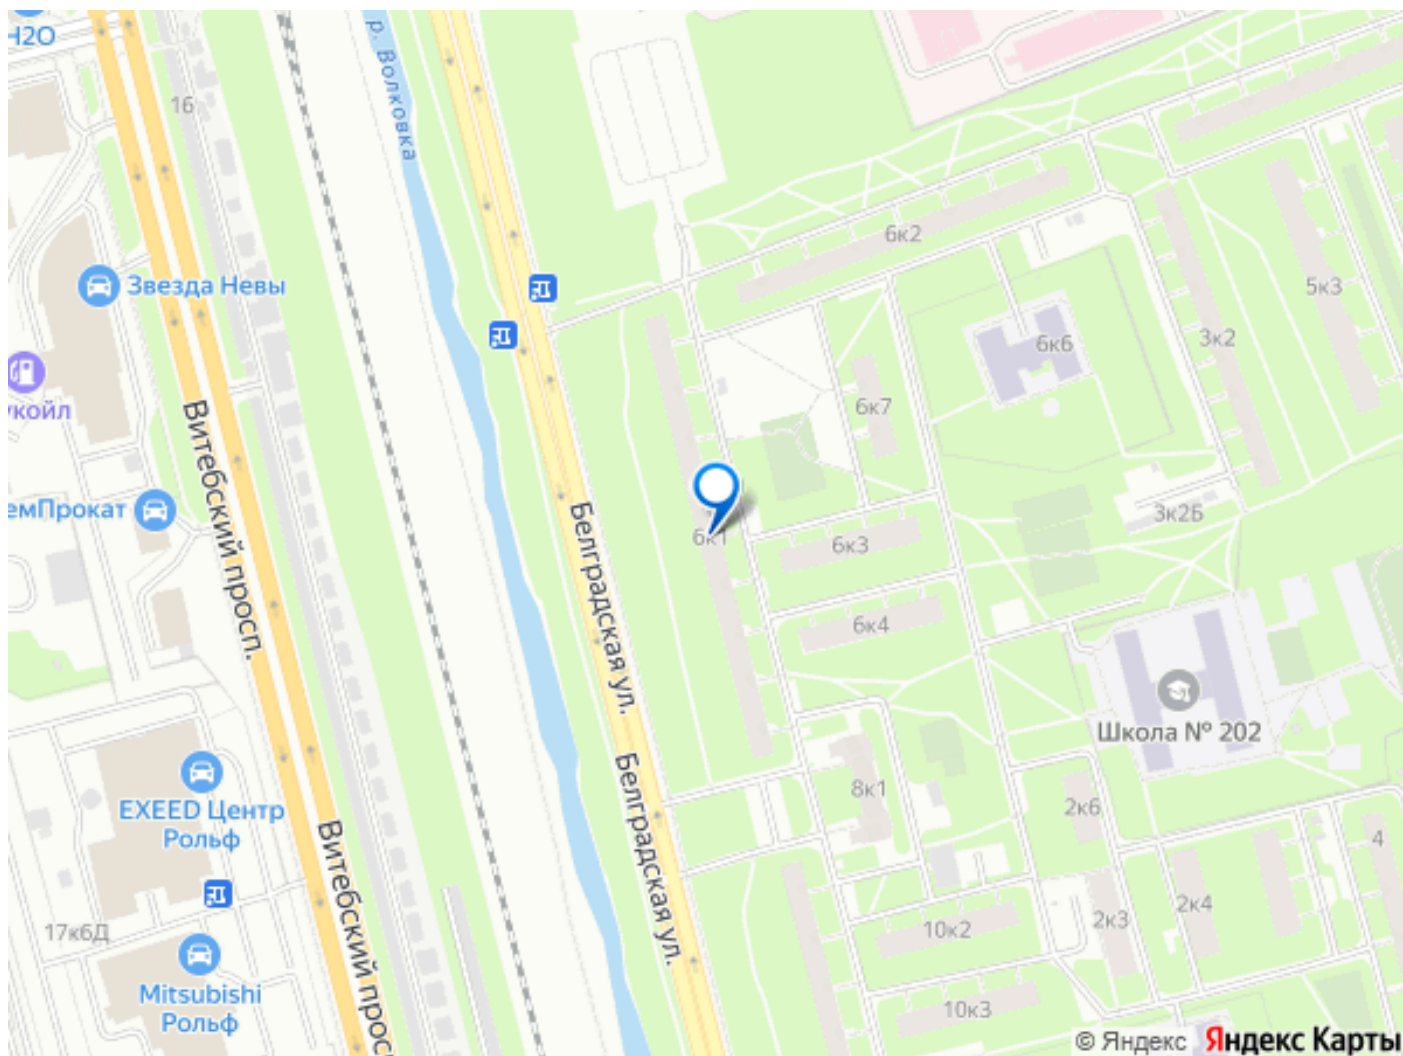 H2O
р. Волковка
16
6к2
Звезда Невы
5к3
3к2
6к6
укойл
6к7
Витебский просп.
емПрокат
Белградская ул.
6к1
6к3
3к2Б
6к4
Школа № 202
Белградская ул.
8к1
2к6
EXEED Центр
Рольф
4
Витебский просп
2к4
2к3
10к2
17к6Д
Mitsubishi
Рольф
10к3
© Яндекс Яндекс Карты